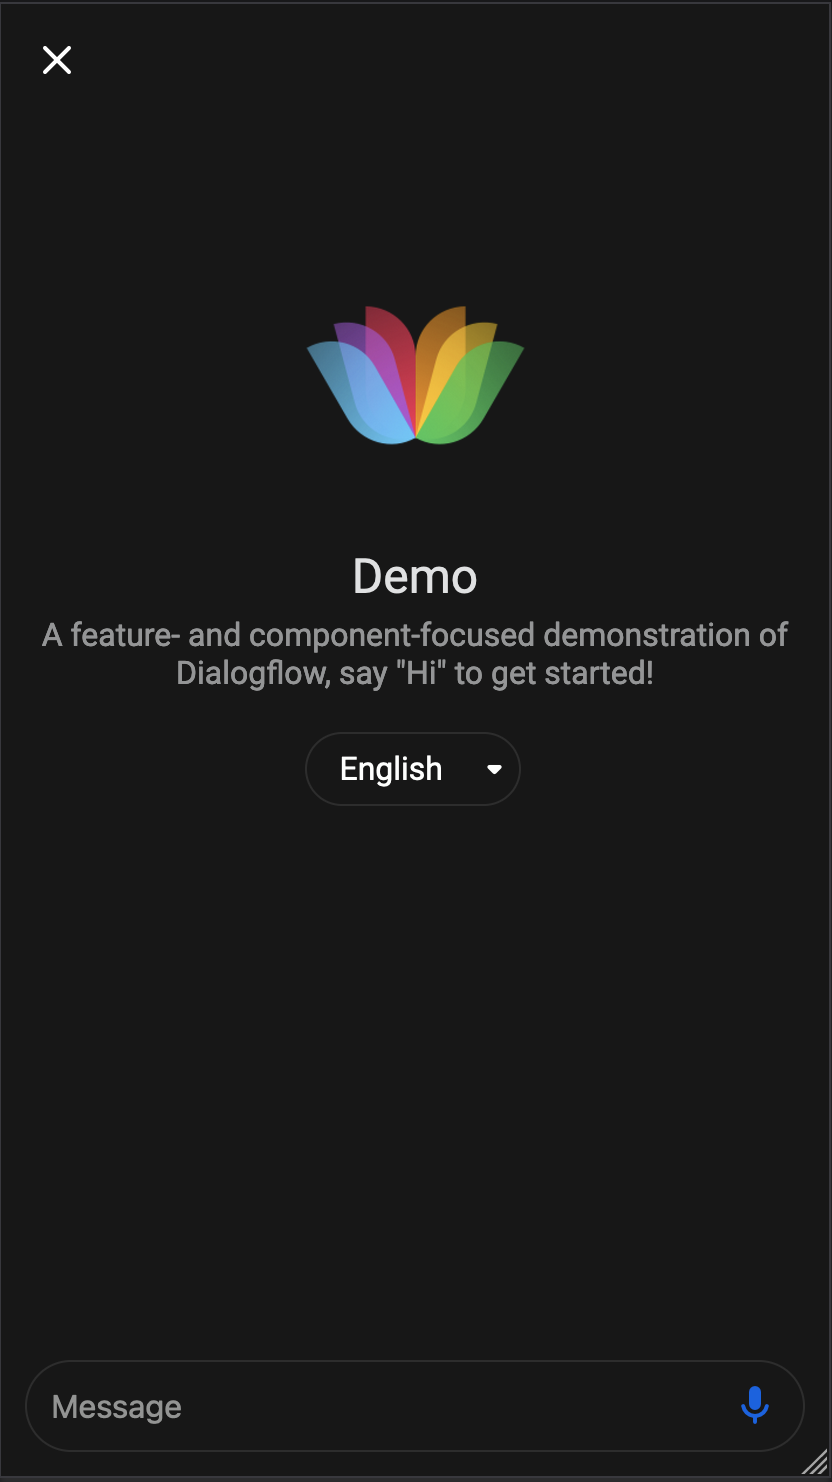 Demo
A feature- and component-focused demonstration of
Dialogflow, say "Hi" to get started!
English
Message